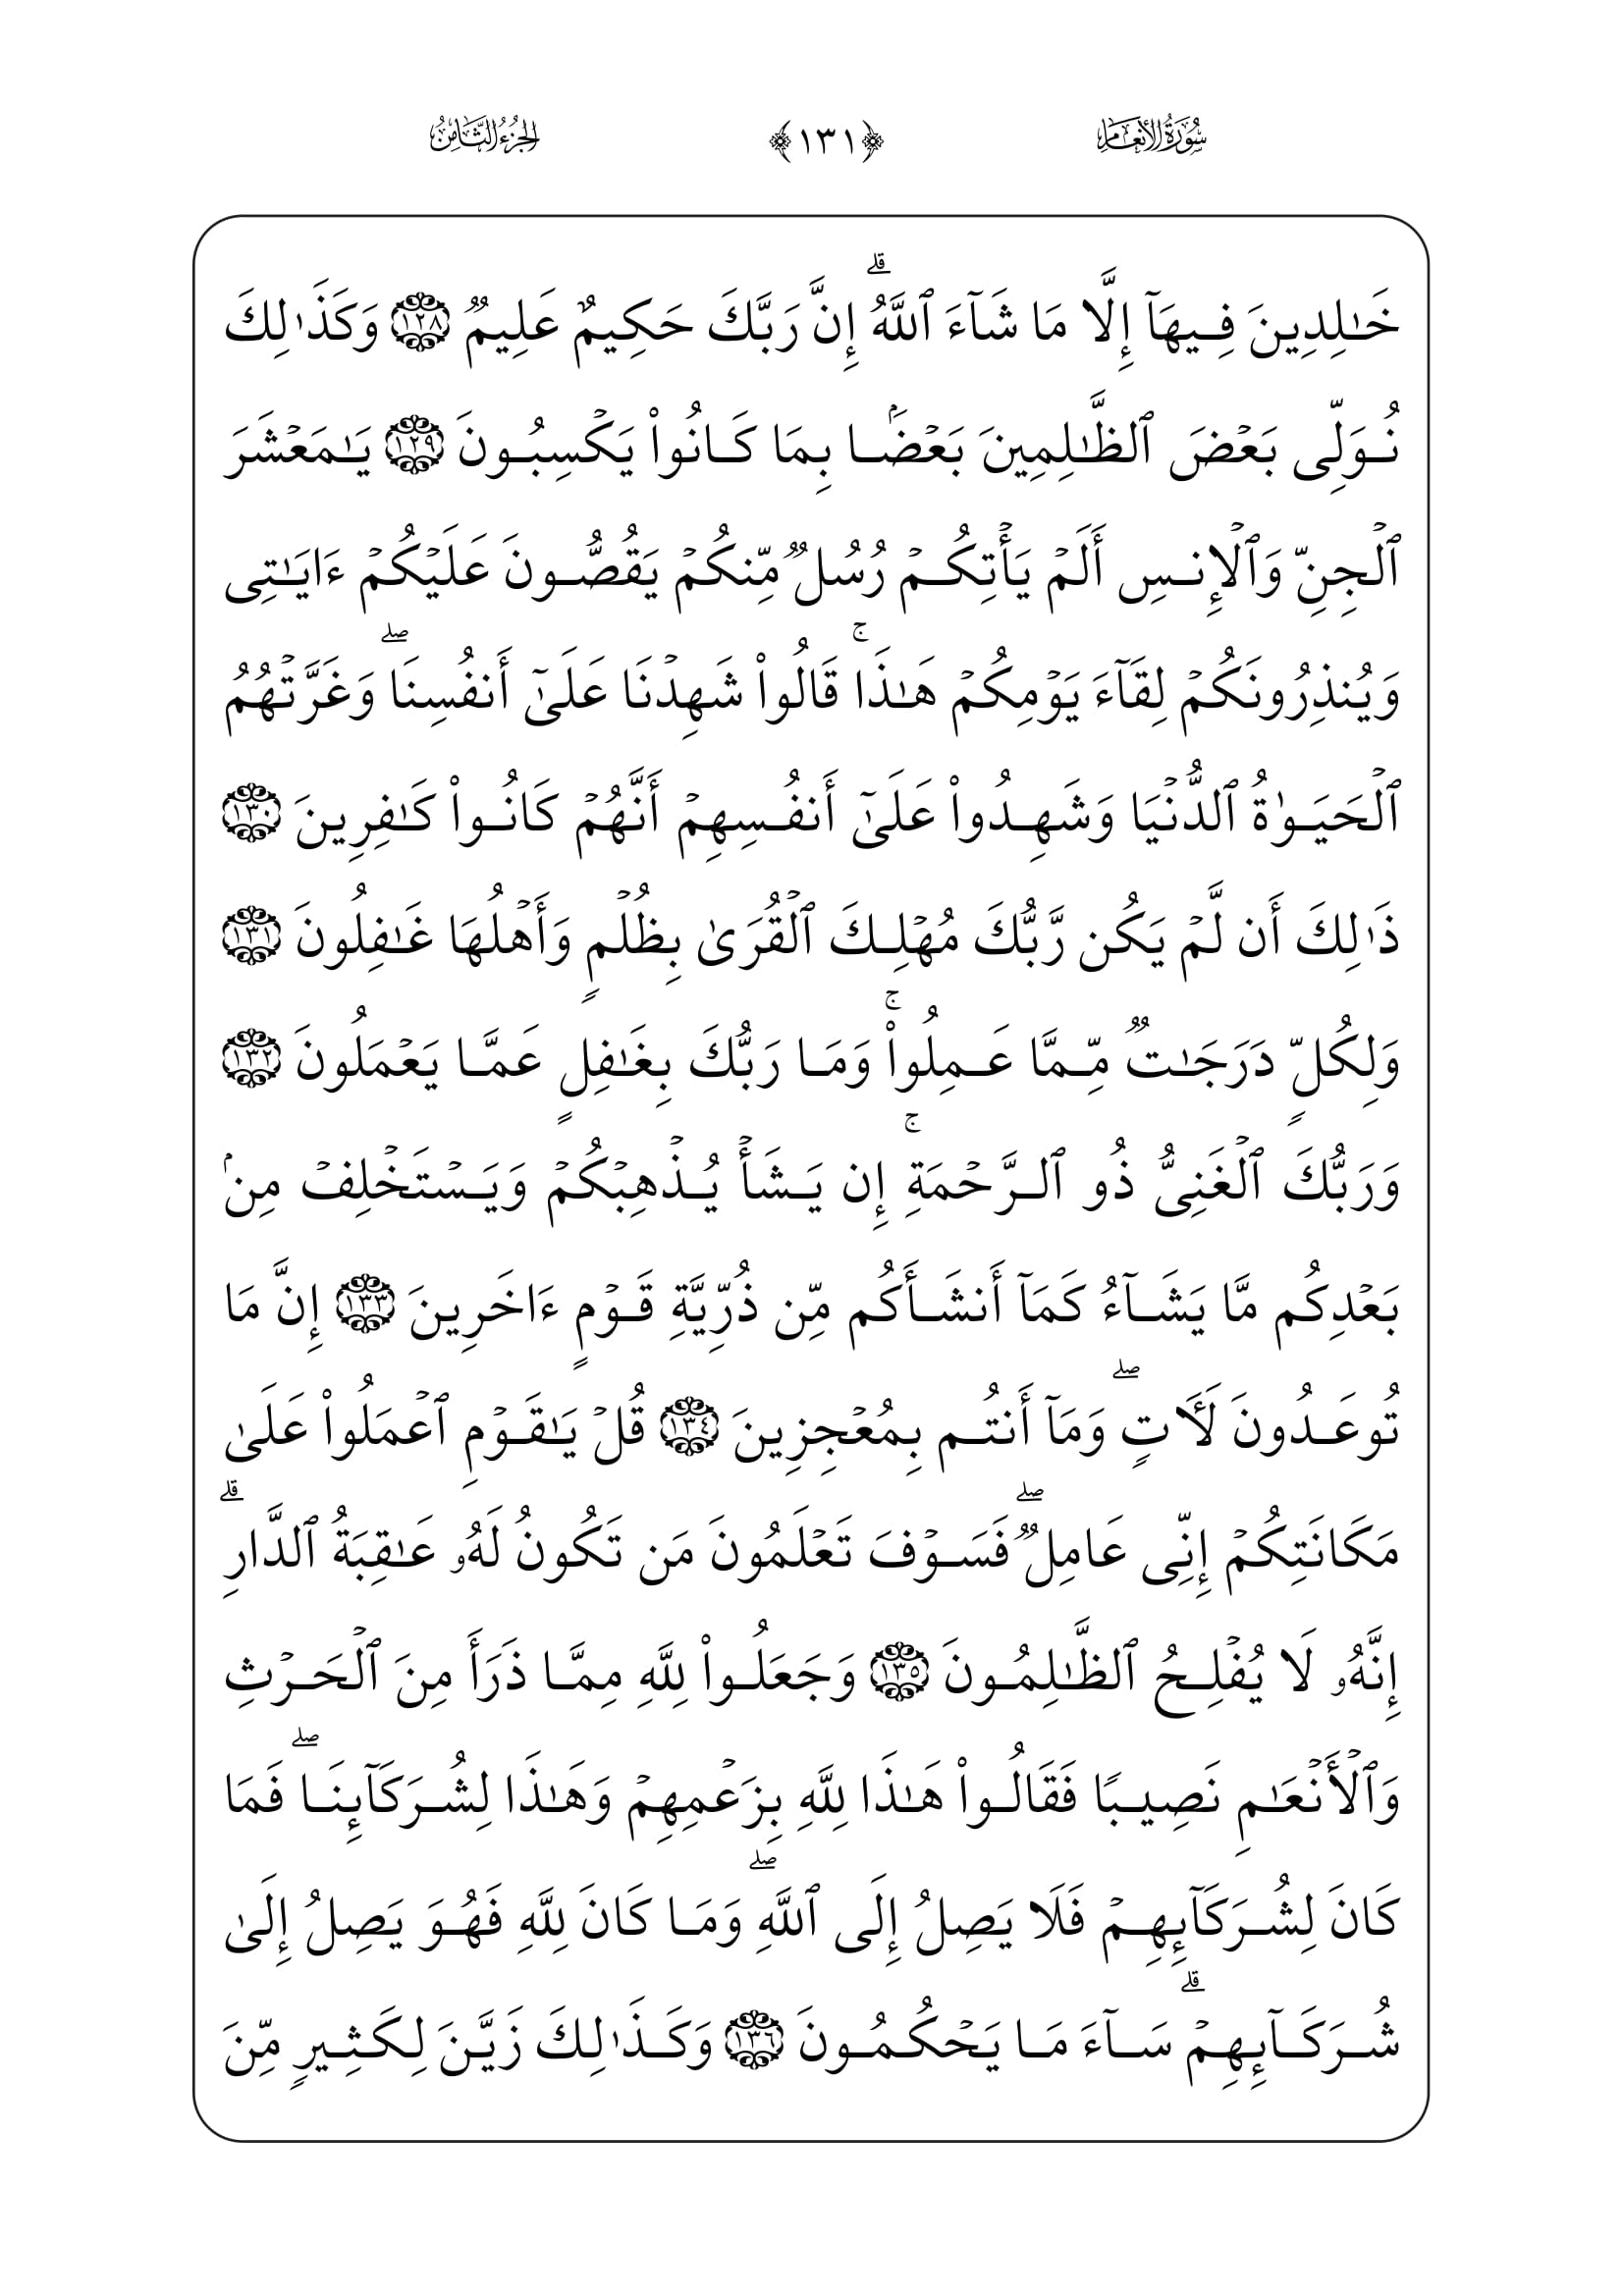 سُورَةُ الأَنْعَامِ ﴿١٣١﴾ الجُزْءُ الثَّامِنُ
خَـٰلِدِينَ فِيهَآ إِلَّا مَا شَآءَ ٱللَّهُۗ إِنَّ رَبَّكَ حَكِيمٌ عَلِيمٌ ١٢٨ وَكَذَٰلِكَ
نُوَلِّى بَعْضَ ٱلظَّـٰلِمِينَ بَعْضًۢا بِمَا كَانُوا۟ يَكْسِبُونَ ١٢٩ يَـٰمَعْشَرَ
ٱلْجِنِّ وَٱلْإِنسِ أَلَمْ يَأْتِكُمْ رُسُلٌ مِّنكُمْ يَقُصُّونَ عَلَيْكُمْ ءَايَـٰتِى
وَيُنذِرُونَكُمْ لِقَآءَ يَوْمِكُمْ هَـٰذَاۚ قَالُوا۟ شَهِدْنَا عَلَىٰٓ أَنفُسِنَاۖ وَغَرَّتْهُمُ
ٱلْحَيَوٰةُ ٱلدُّنْيَا وَشَهِدُوا۟ عَلَىٰٓ أَنفُسِهِمْ أَنَّهُمْ كَانُوا۟ كَـٰفِرِينَ ١٣٠
ذَٰلِكَ أَن لَّمْ يَكُن رَّبُّكَ مُهْلِكَ ٱلْقُرَىٰ بِظُلْمٍ وَأَهْلُهَا غَـٰفِلُونَ ١٣١
وَلِكُلٍّ دَرَجَـٰتٌ مِّمَّا عَمِلُوا۟ۚ وَمَا رَبُّكَ بِغَـٰفِلٍ عَمَّا يَعْمَلُونَ ١٣٢
وَرَبُّكَ ٱلْغَنِىُّ ذُو ٱلرَّحْمَةِۚ إِن يَشَأْ يُذْهِبْكُمْ وَيَسْتَخْلِفْ مِنۢ
بَعْدِكُم مَّا يَشَآءُ كَمَآ أَنشَأَكُم مِّن ذُرِّيَّةِ قَوْمٍ ءَاخَرِينَ ١٣٣ إِنَّ مَا
تُوعَدُونَ لَـَٔاتٍۖ وَمَآ أَنتُم بِمُعْجِزِينَ ١٣٤ قُلْ يَـٰقَوْمِ ٱعْمَلُوا۟ عَلَىٰ
مَكَانَتِكُمْ إِنِّى عَامِلٌۖ فَسَوْفَ تَعْلَمُونَ مَن تَكُونُ لَهُۥ عَـٰقِبَةُ ٱلدَّارِۗ
إِنَّهُۥ لَا يُفْلِحُ ٱلظَّـٰلِمُونَ ١٣٥ وَجَعَلُوا۟ لِلَّهِ مِمَّا ذَرَأَ مِنَ ٱلْحَرْثِ
وَٱلْأَنْعَـٰمِ نَصِيبًا فَقَالُوا۟ هَـٰذَا لِلَّهِ بِزَعْمِهِمْ وَهَـٰذَا لِشُرَكَآئِنَاۖ فَمَا
كَانَ لِشُرَكَآئِهِمْ فَلَا يَصِلُ إِلَى ٱللَّهِۖ وَمَا كَانَ لِلَّهِ فَهُوَ يَصِلُ إِلَىٰ
شُرَكَآئِهِمْۗ سَآءَ مَا يَحْكُمُونَ ١٣٦ وَكَذَٰلِكَ زَيَّنَ لِكَثِيرٍ مِّنَ